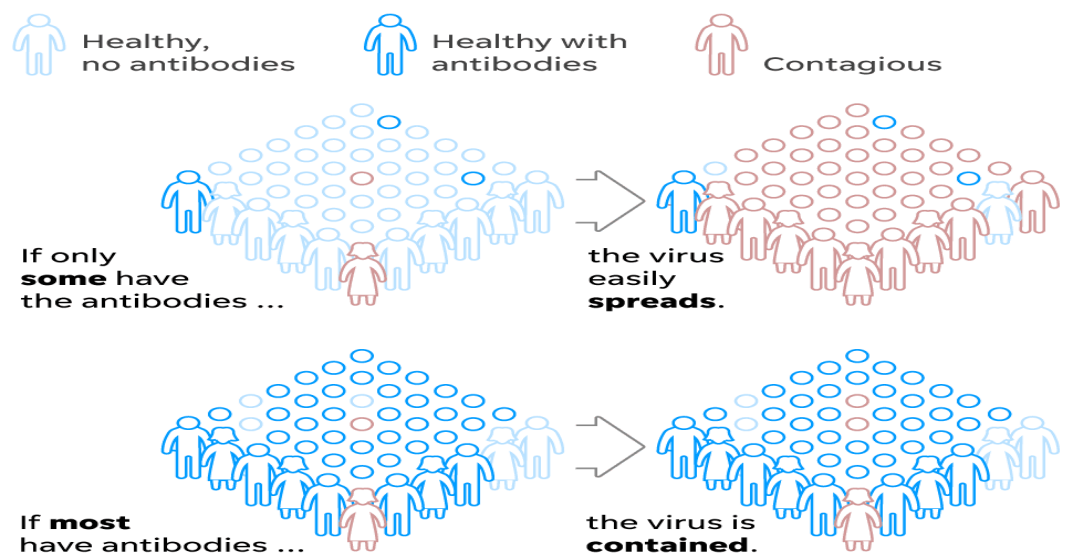 Healthy,
no antibodies
Healthy with
antibodies
Contagious
If only
some have
the antibodies ...
the virus
easily
spreads.
If most
have antibodies ...
the virus is
contained.